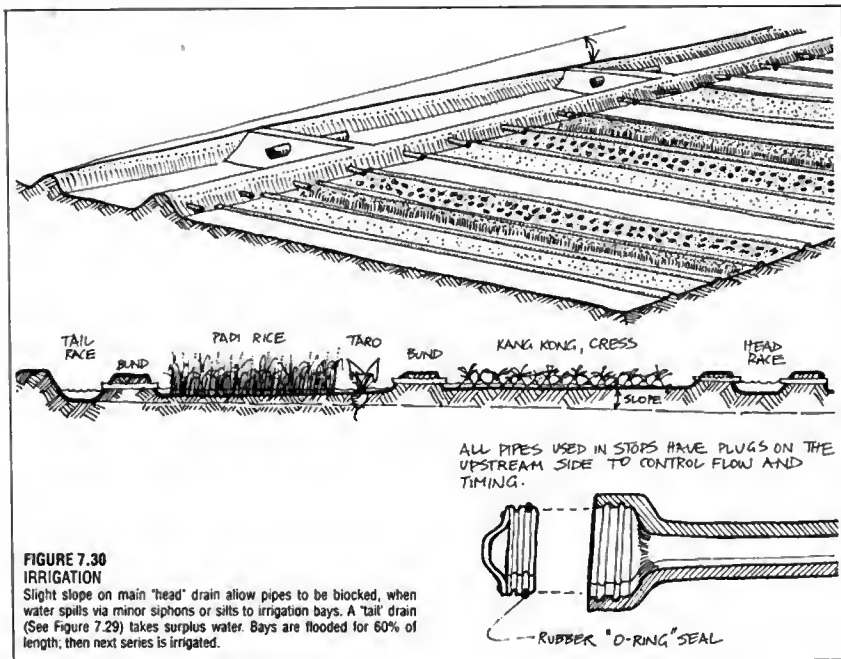 TAIL
RACE
BUND
PADI RICE
TARO
BUND
KANG KONG, CRESS
HEAD
RACE
SLOPE
ALL PIPES USED IN STOPS HAVE PLUGS ON THE
UPSTREAM SIDE TO CONTROL FLOW AND
TIMING.
RUBBER "O-RING" SEAL
FIGURE 7.30
IRRIGATION
Slight slope on main 'head' drain allow pipes to be blocked, when
water spills via minor siphons or silts to irrigation bays. A 'tail' drain
(See Figure 7.29) takes surplus water. Bays are flooded for 60% of
length; then next series is irrigated.